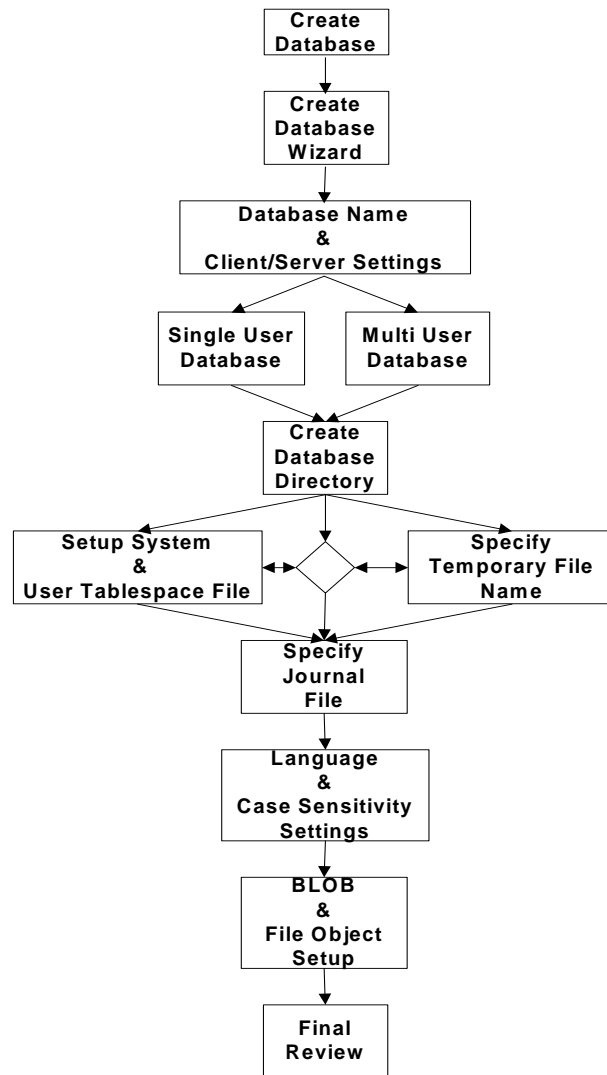 Create
Database
Create
Database
Wizard
Database Name
&
Client/Server Settings
Single User
Database
Multi User
Database
Create
Database
Directory
Setup System
&
User Tablespace File
Specify
Temporary File
Name
Specify
Journal
File
Language
&
Case Sensitivity
Settings
BLOB
&
File Object
Setup
Final
Review